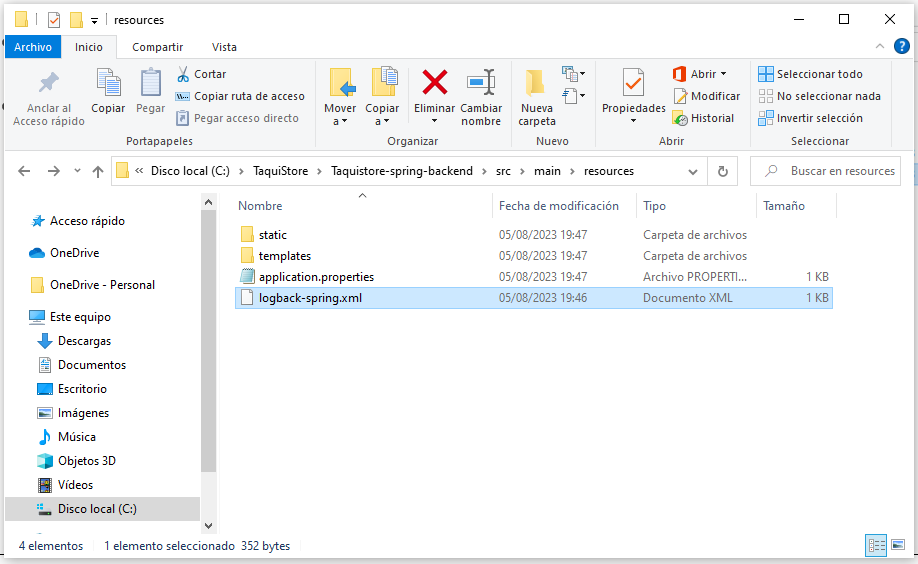 resources
Archivo Inicio Compartir Vista
Anclar al Acceso rápido
Copiar
Pegar
Cortar
Copiar ruta de acceso
Pegar acceso directo
Portapapeles
Mover a
Copiar a
Eliminar
Cambiar nombre
Organizar
Nueva carpeta
Nuevo
Propiedades
Abrir
Modificar
Historial
Abrir
Seleccionar todo
No seleccionar nada
Invertir selección
Seleccionar
« Disco local (C:) > TaquiStore > Taquistore-spring-backend > src > main > resources
Buscar en resources
Acceso rápido
OneDrive
OneDrive - Personal
Este equipo
Descargas
Documentos
Escritorio
Imágenes
Música
Objetos 3D
Vídeos
Disco local (C:)
Nombre Fecha de modificación Tipo Tamaño
static 05/08/2023 19:47 Carpeta de archivos
templates 05/08/2023 19:47 Carpeta de archivos
application.properties 05/08/2023 19:47 Archivo PROPERTI... 1 KB
logback-spring.xml 05/08/2023 19:46 Documento XML 1 KB
4 elementos 1 elemento seleccionado 352 bytes